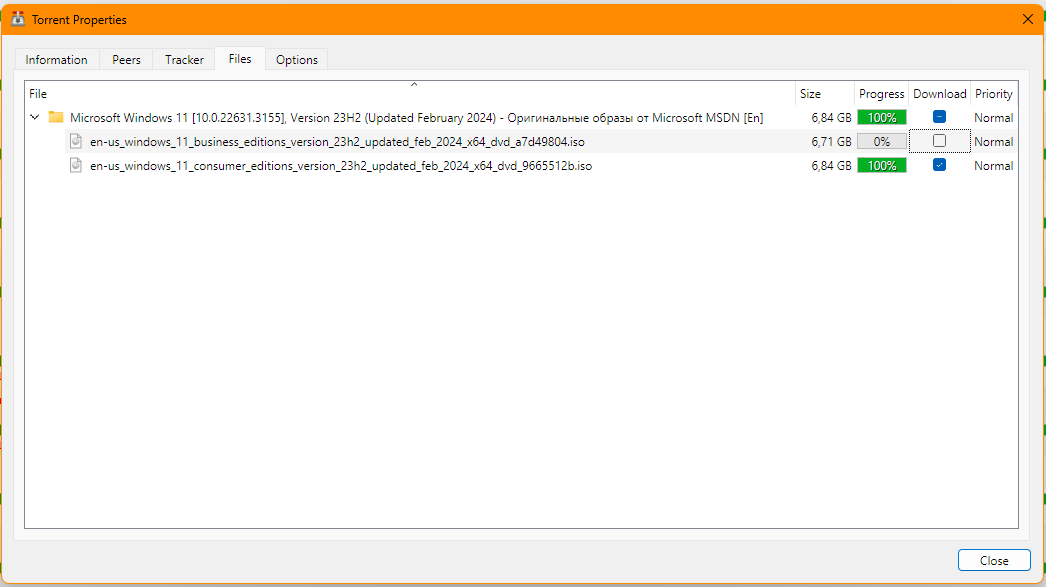 Torrent Properties
Information Peers Tracker Files Options
File Size Progress Download Priority
Microsoft Windows 11 [10.0.22631.3155], Version 23H2 (Updated February 2024) - Оригинальные образы от Microsoft MSDN [En] 6,84 GB 100% Normal
en-us_windows_11_business_editions_version_23h2_updated_feb_2024_x64_dvd_a7d49804.iso 6,71 GB 0% Normal
en-us_windows_11_consumer_editions_version_23h2_updated_feb_2024_x64_dvd_9665512b.iso 6,84 GB 100% Normal
Close